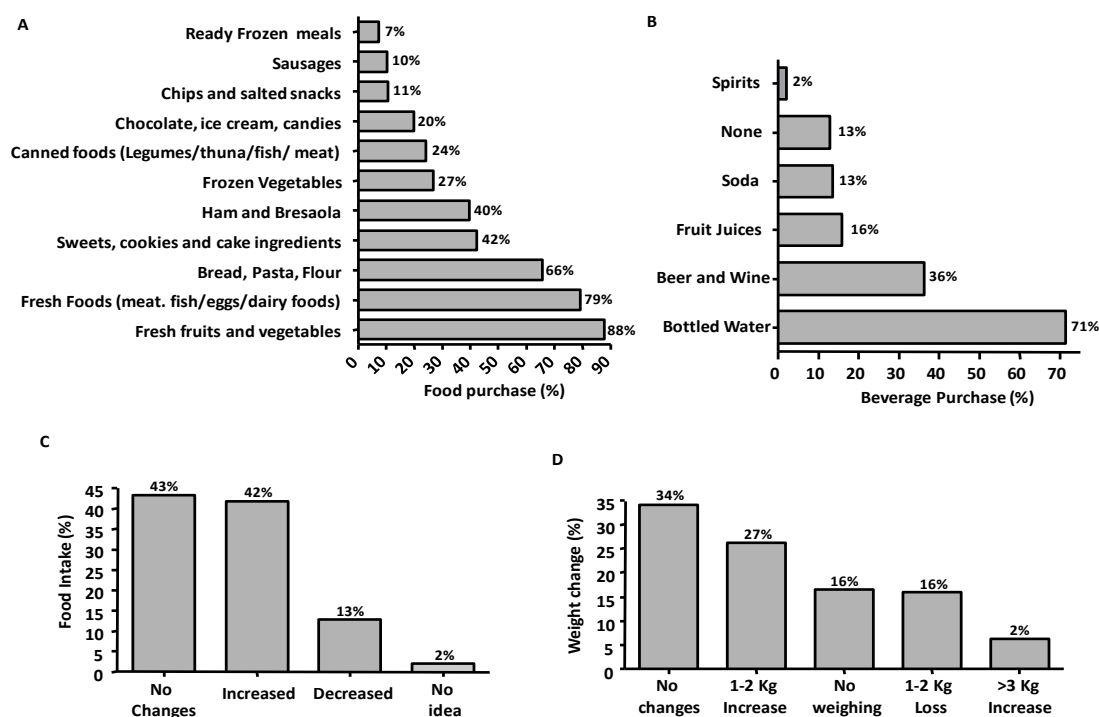 A
Ready Frozen meals 7%
Sausages 10%
Chips and salted snacks 11%
Chocolate, ice cream, candies 20%
Canned foods (Legumes/thuna/fish/ meat) 24%
Frozen Vegetables 27%
Ham and Bresaola 40%
Sweets, cookies and cake ingredients 42%
Bread, Pasta, Flour 66%
Fresh Foods (meat. fish/eggs/dairy foods) 79%
Fresh fruits and vegetables 88%
0 10 20 30 40 50 60 70 80 90
Food purchase (%)
B
Spirits 2%
None 13%
Soda 13%
Fruit Juices 16%
Beer and Wine 36%
Bottled Water 71%
0 10 20 30 40 50 60 70
Beverage Purchase (%)
C
Food Intake (%)
45
40
35
30
25
20
15
10
5
0
43% 42% 13% 2%
No Increased Decreased No
Changes idea
D
Weight change (%)
35
30
25
20
15
10
5
0
34% 27% 16% 16% 2%
No 1-2 Kg No 1-2 Kg >3 Kg
changes Increase weighing Loss Increase